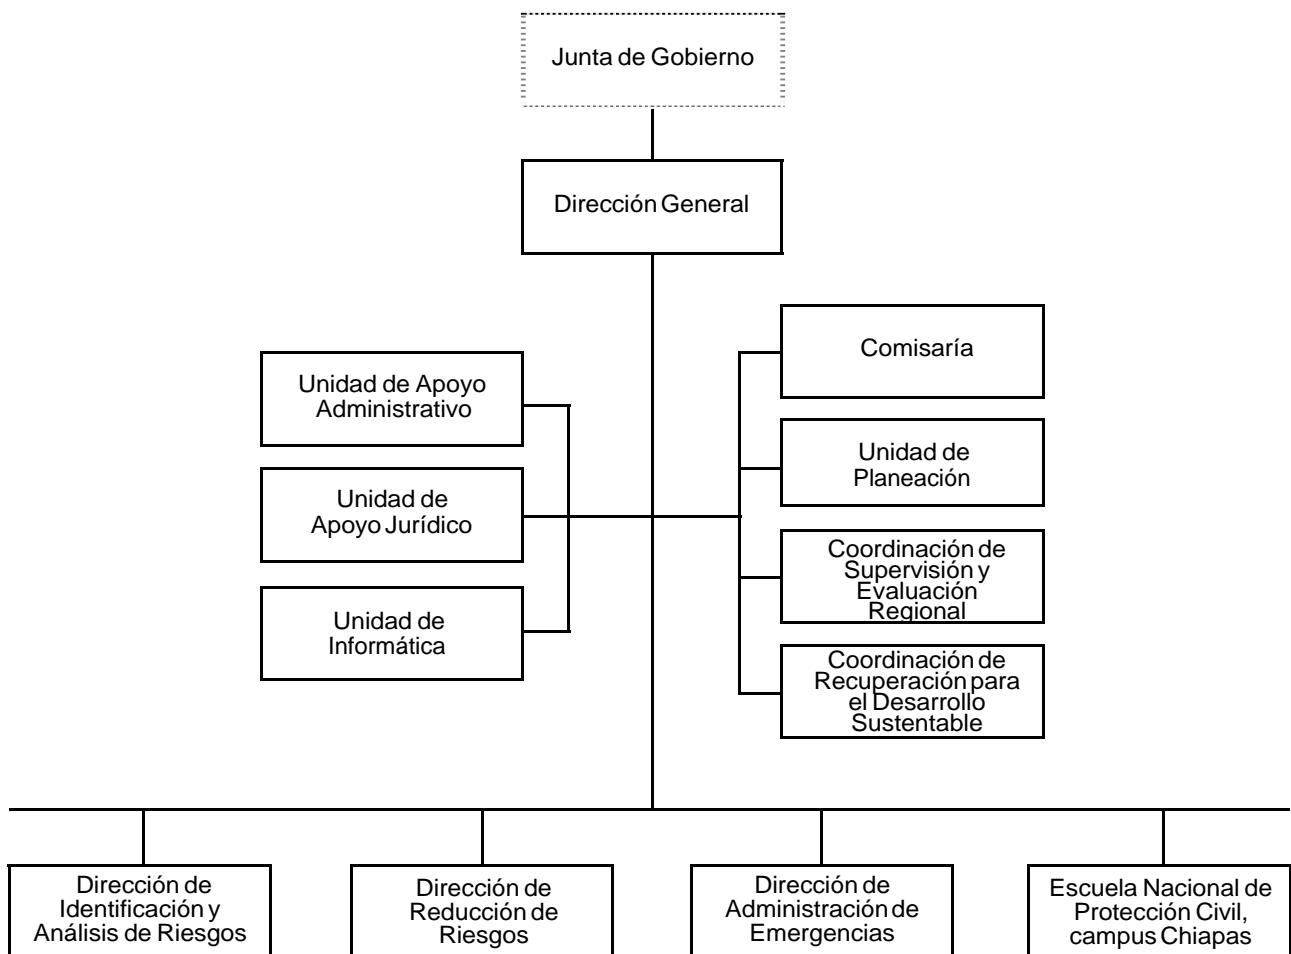 Junta de Gobierno
Dirección General
Comisaría
Unidad de Apoyo
Administrativo
Unidad de
Planeación
Unidad de
Apoyo Jurídico
Coordinación de
Supervisión y
Evaluación
Regional
Unidad de
Informática
Coordinación de
Recuperación para
el Desarrollo
Sustentable
Dirección de
Identificación y
Análisis de Riesgos
Dirección de
Reducción de
Riesgos
Dirección de
Administración de
Emergencias
Escuela Nacional de
Protección Civil,
campus Chiapas